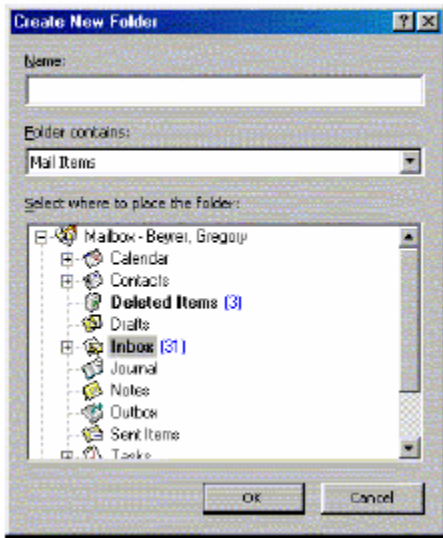 Create New Folder
Name:
Folder contains:
Mail Items
Select where to place the folder:
Mailbox - Beyrer, Gregory
Calendar
Contacts
Deleted Items (3)
Drafts
Inbox (31)
Journal
Notes
Outbox
Sent Items
Tasks
OK Cancel